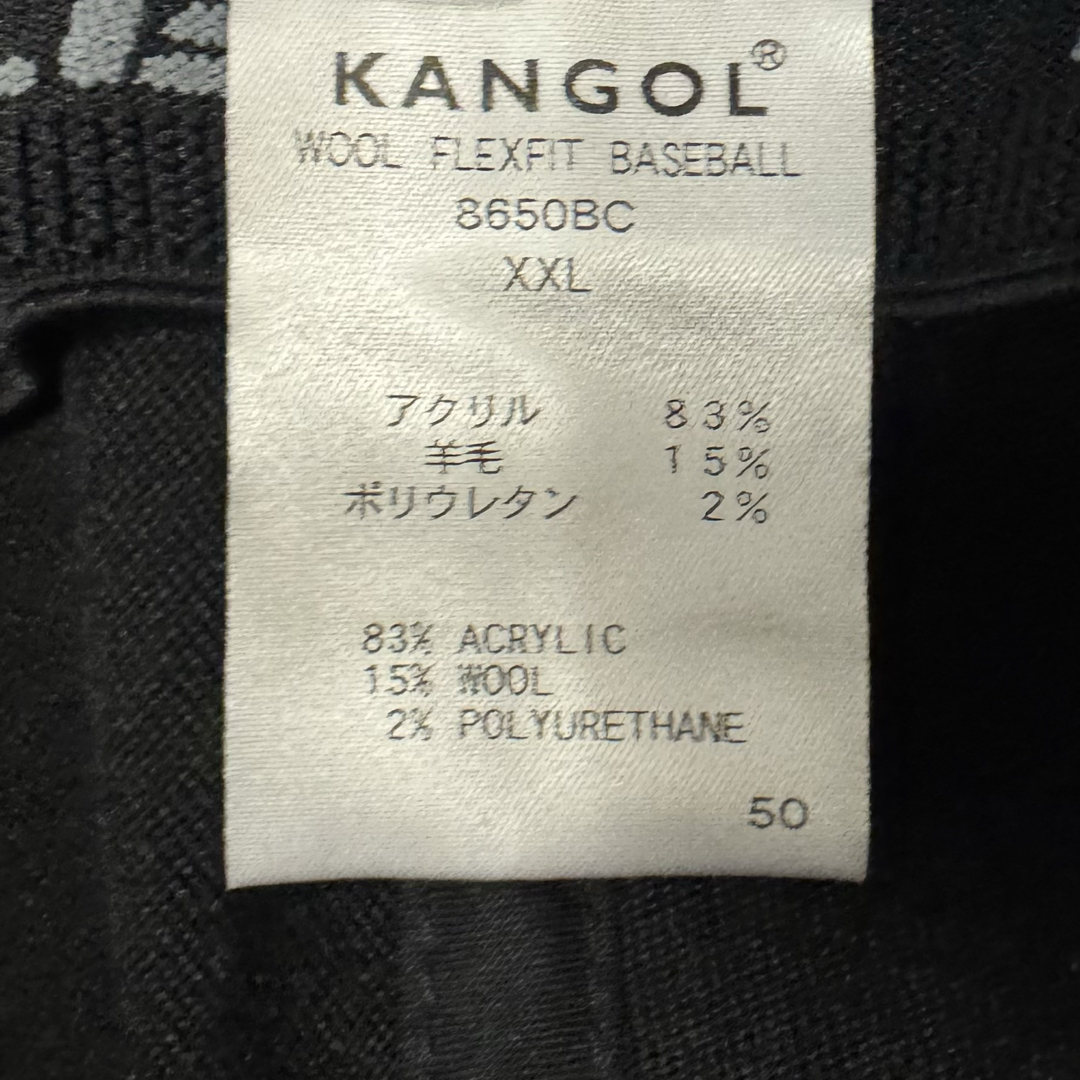 KANGOL®
WOOL FLEXFIT BASEBALL
8650BC
XXL
アクリル 83%
羊毛 15%
ポリウレタン 2%
83% ACRYLIC
15% WOOL
2% POLYURETHANE
50